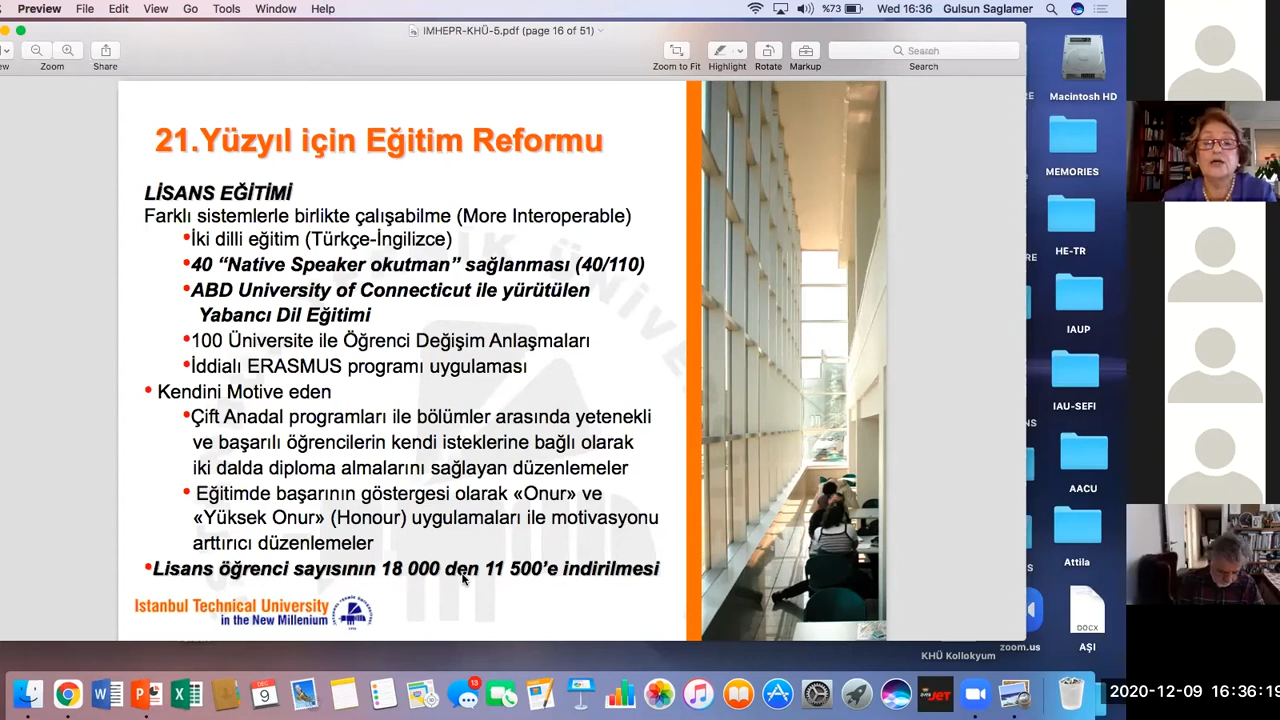 Preview File Edit View Go Tools Window Help
%73 Wed 16:36 Gulsun Saglamer
IMHEPR-KHÜ-5.pdf (page 16 of 51)
Search
Zoom Share Zoom to Fit Highlight Rotate Markup Search
21.Yüzyıl için Eğitim Reformu
LİSANS EĞİTİMİ
Farklı sistemlerle birlikte çalışabilme (More Interoperable)
•İki dilli eğitim (Türkçe-İngilizce)
•40 “Native Speaker okutman” sağlanması (40/110)
•ABD University of Connecticut ile yürütülen
Yabancı Dil Eğitimi
•100 Üniversite ile Öğrenci Değişim Anlaşmaları
•İddialı ERASMUS programı uygulaması
• Kendini Motive eden
•Çift Anadal programları ile bölümler arasında yetenekli
ve başarılı öğrencilerin kendi isteklerine bağlı olarak
iki dalda diploma almalarını sağlayan düzenlemeler
• Eğitimde başarının göstergesi olarak «Onur» ve
«Yüksek Onur» (Honour) uygulamaları ile motivasyonu
arttırıcı düzenlemeler
•Lisans öğrenci sayısının 18 000 den 11 500’e indirilmesi
Istanbul Technical University
in the New Millenium
Macintosh HD
MEMORIES
HE-TR
IAUP
IAU-SEFI
AACU
Attila
DOCX
zoom.us AŞI
KHÜ Kollokyum
13
DEC
9
JET
2020-12-09 16:36:19